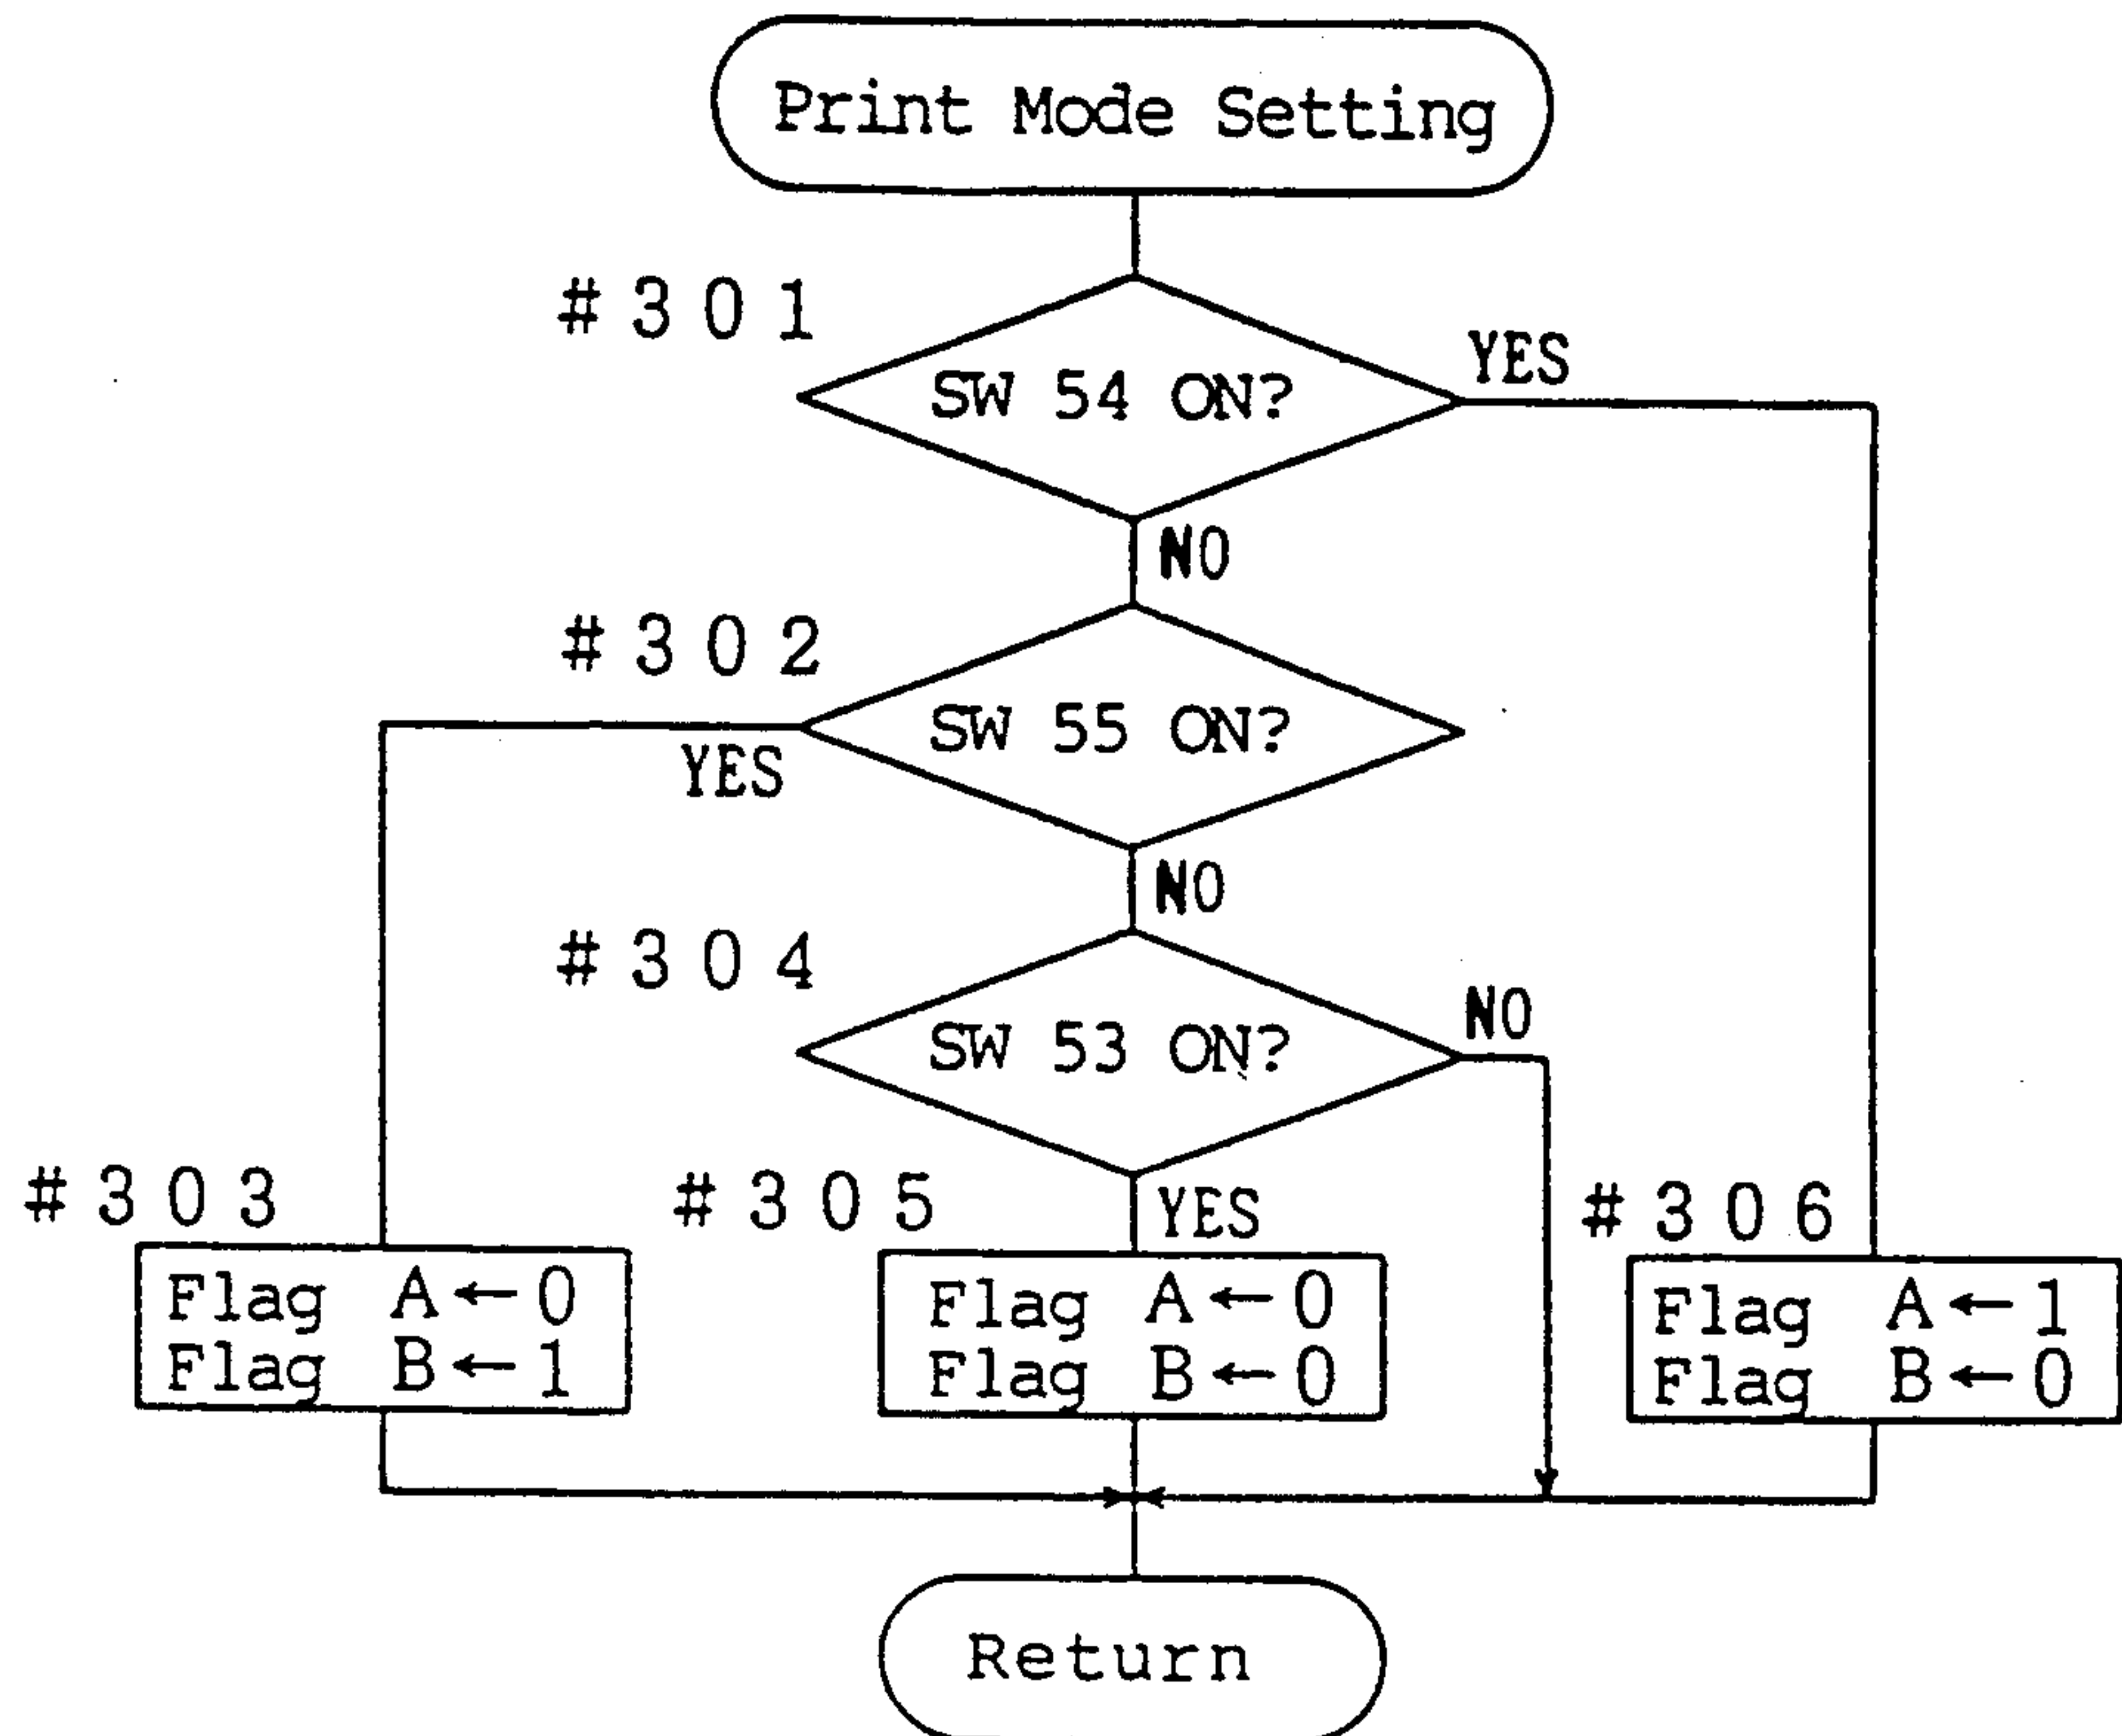 Print Mode Setting
#301
SW 54 ON?
YES
NO
#302
SW 55 ON?
YES
NO
#304
SW 53 ON?
NO
YES
#303
Flag A←0
Flag B←1
#305
Flag A←0
Flag B←0
#306
Flag A←1
Flag B←0
Return